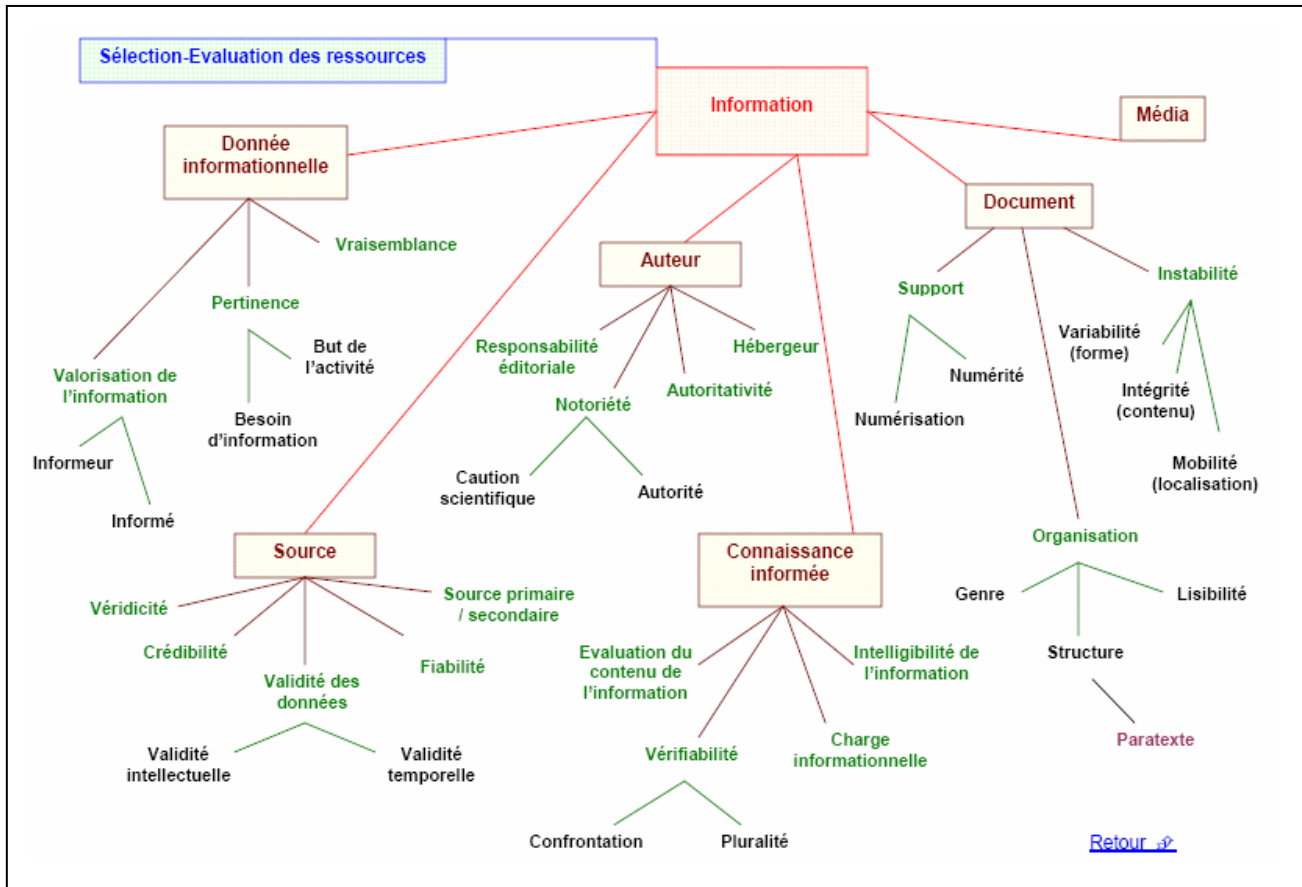 Sélection-Evaluation des ressources
Information
Média
Donnée
informationnelle
Document
Vraisemblance
Auteur
Instabilité
Support
Pertinence
Variabilité
(forme)
But de
l'activité
Responsabilité
éditoriale
Hébergeur
Valorisation de
l'information
Numérité
Autoritativité
Intégrité
(contenu)
Notoriété
Besoin
d'information
Numérisation
Informeur
Mobilité
(localisation)
Caution
scientifique
Autorité
Informé
Source
Connaissance
informée
Organisation
Source primaire
/ secondaire
Véridicité
Genre
Lisibilité
Crédibilité
Evaluation du
contenu de
l'information
Intelligibilité de
l'information
Structure
Fiabilité
Validité des
données
Charge
informationnelle
Paratexte
Validité
intellectuelle
Validité
temporelle
Vérifiabilité
Confrontation
Pluralité
Retour